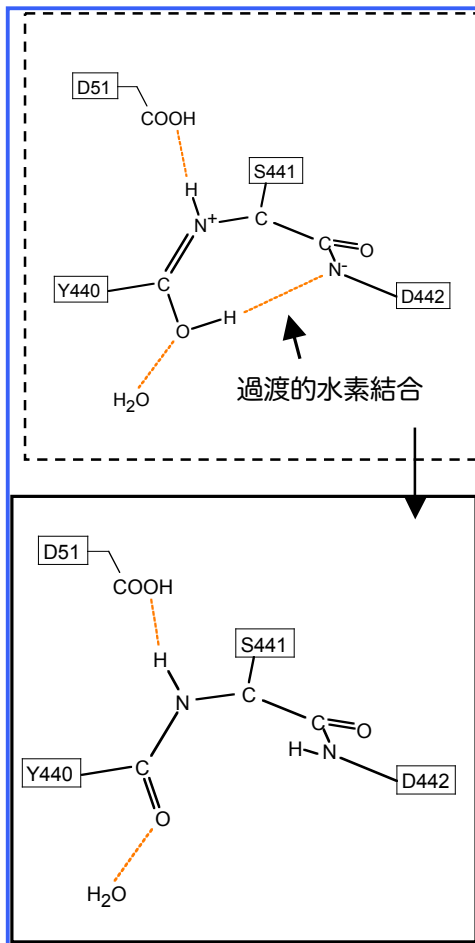 D51
COOH
H
S441
N+ C
C O
N-
Y440 C
D442
O H
H2O
過渡的水素結合
D51
COOH
S441
H
N C
C O
H N
Y440 C
D442
O
H2O